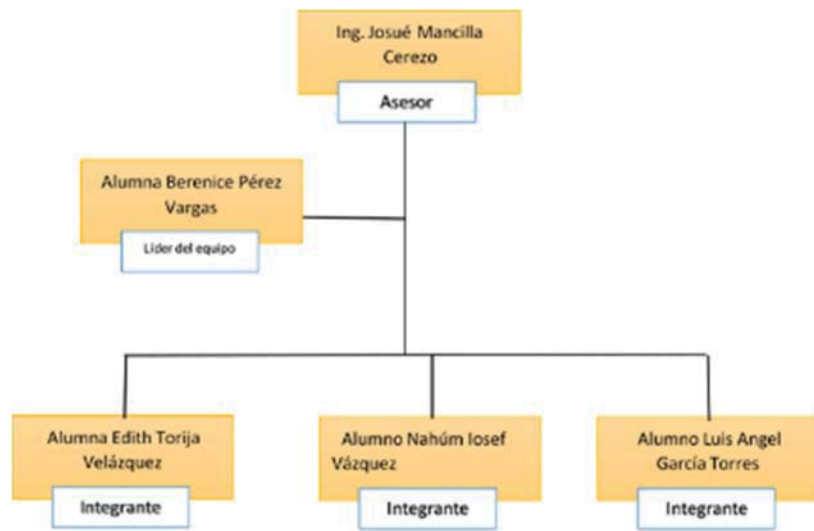 Ing. Josué Mancilla
Cerezo
Asesor
Alumna Berenice Pérez
Vargas
Líder del equipo
Alumna Edith Torija
Velázquez
Integrante
Alumno Nahúm Iosef
Vázquez
Integrante
Alumno Luis Angel
García Torres
Integrante